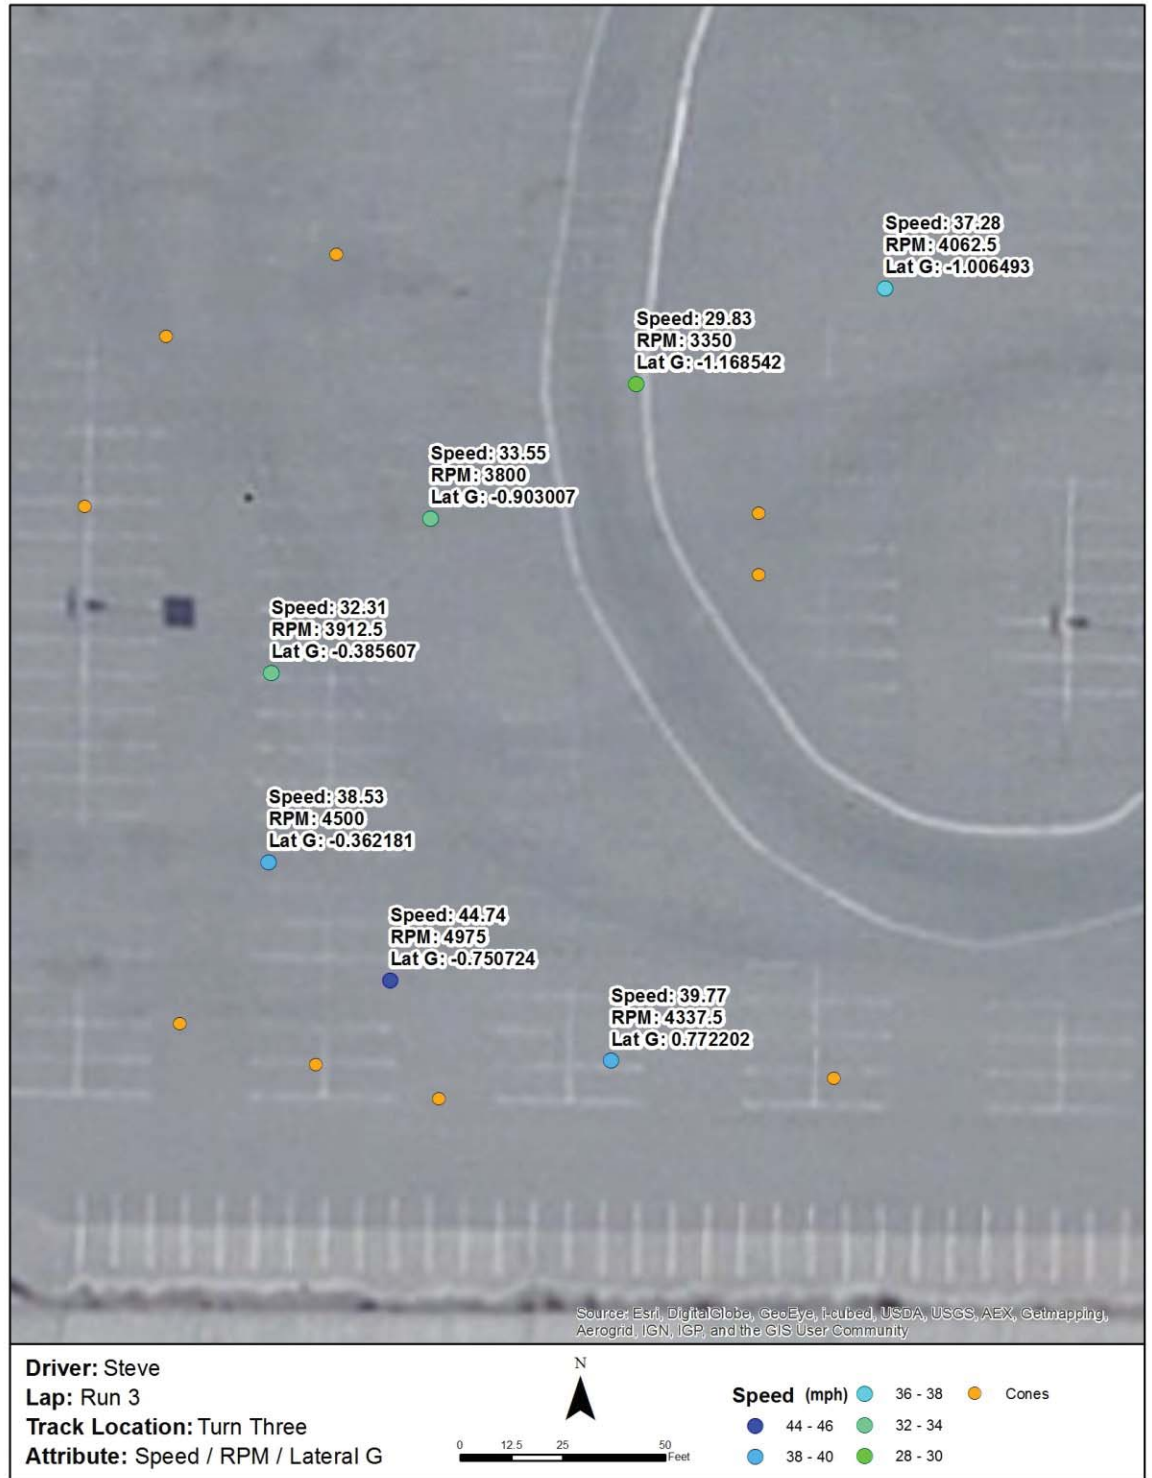 Speed: 37.28
RPM: 4062.5
Lat G: -1.006493
Speed: 29.83
RPM: 3350
Lat G: -1.168542
Speed: 33.55
RPM: 3800
Lat G: -0.903007
Speed: 32.31
RPM: 3912.5
Lat G: -0.385607
Speed: 38.53
RPM: 4500
Lat G: -0.362181
Speed: 44.74
RPM: 4975
Lat G: -0.750724
Speed: 39.77
RPM: 4337.5
Lat G: 0.772202
Source: Esri, DigitalGlobe, GeoEye, i-cubed, USDA, USGS, AEX, Getmapping,
Aerogrid, IGN, IGP, and the GIS User Community
Driver: Steve
Lap: Run 3
Track Location: Turn Three
Attribute: Speed / RPM / Lateral G
N
0 12.5 25 50
Feet
Speed (mph)
44 - 46
38 - 40
36 - 38
32 - 34
28 - 30
Cones